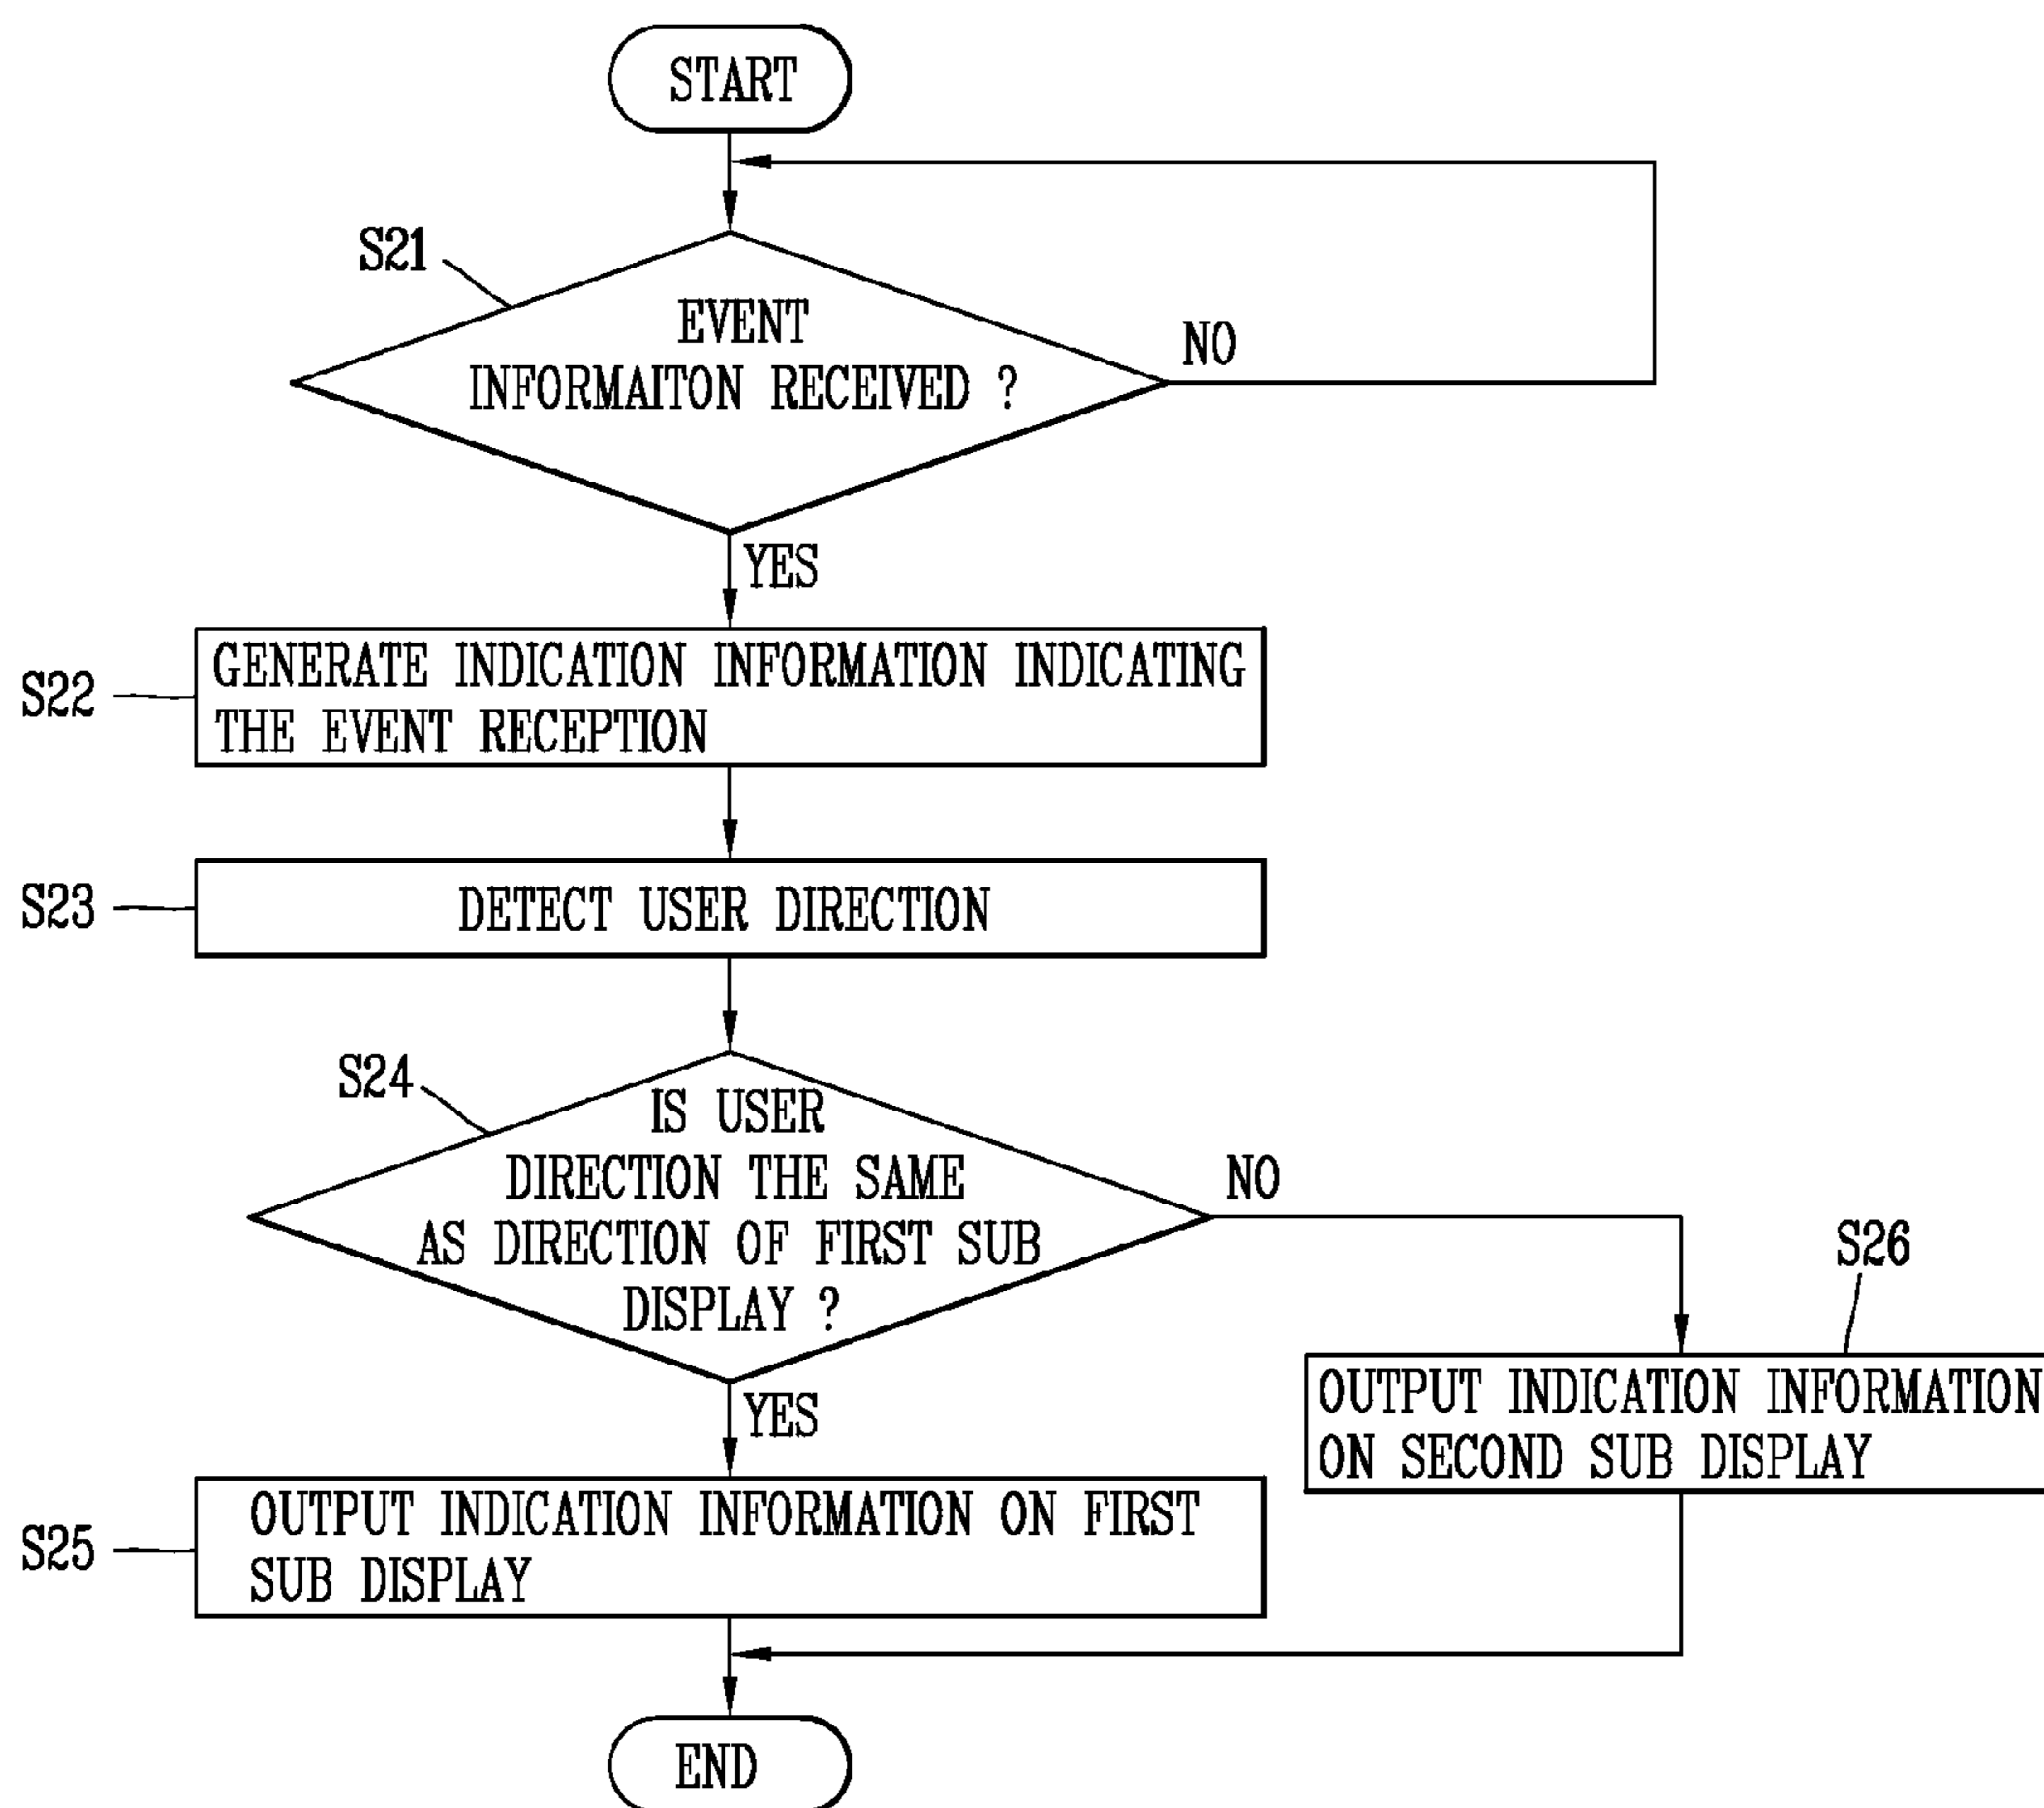 START
S21
EVENT
INFORMAITON RECEIVED ?
NO
YES
S22
GENERATE INDICATION INFORMATION INDICATING
THE EVENT RECEPTION
S23
DETECT USER DIRECTION
S24
IS USER
DIRECTION THE SAME
AS DIRECTION OF FIRST SUB
DISPLAY ?
NO
YES
S26
OUTPUT INDICATION INFORMATION
ON SECOND SUB DISPLAY
S25
OUTPUT INDICATION INFORMATION ON FIRST
SUB DISPLAY
END